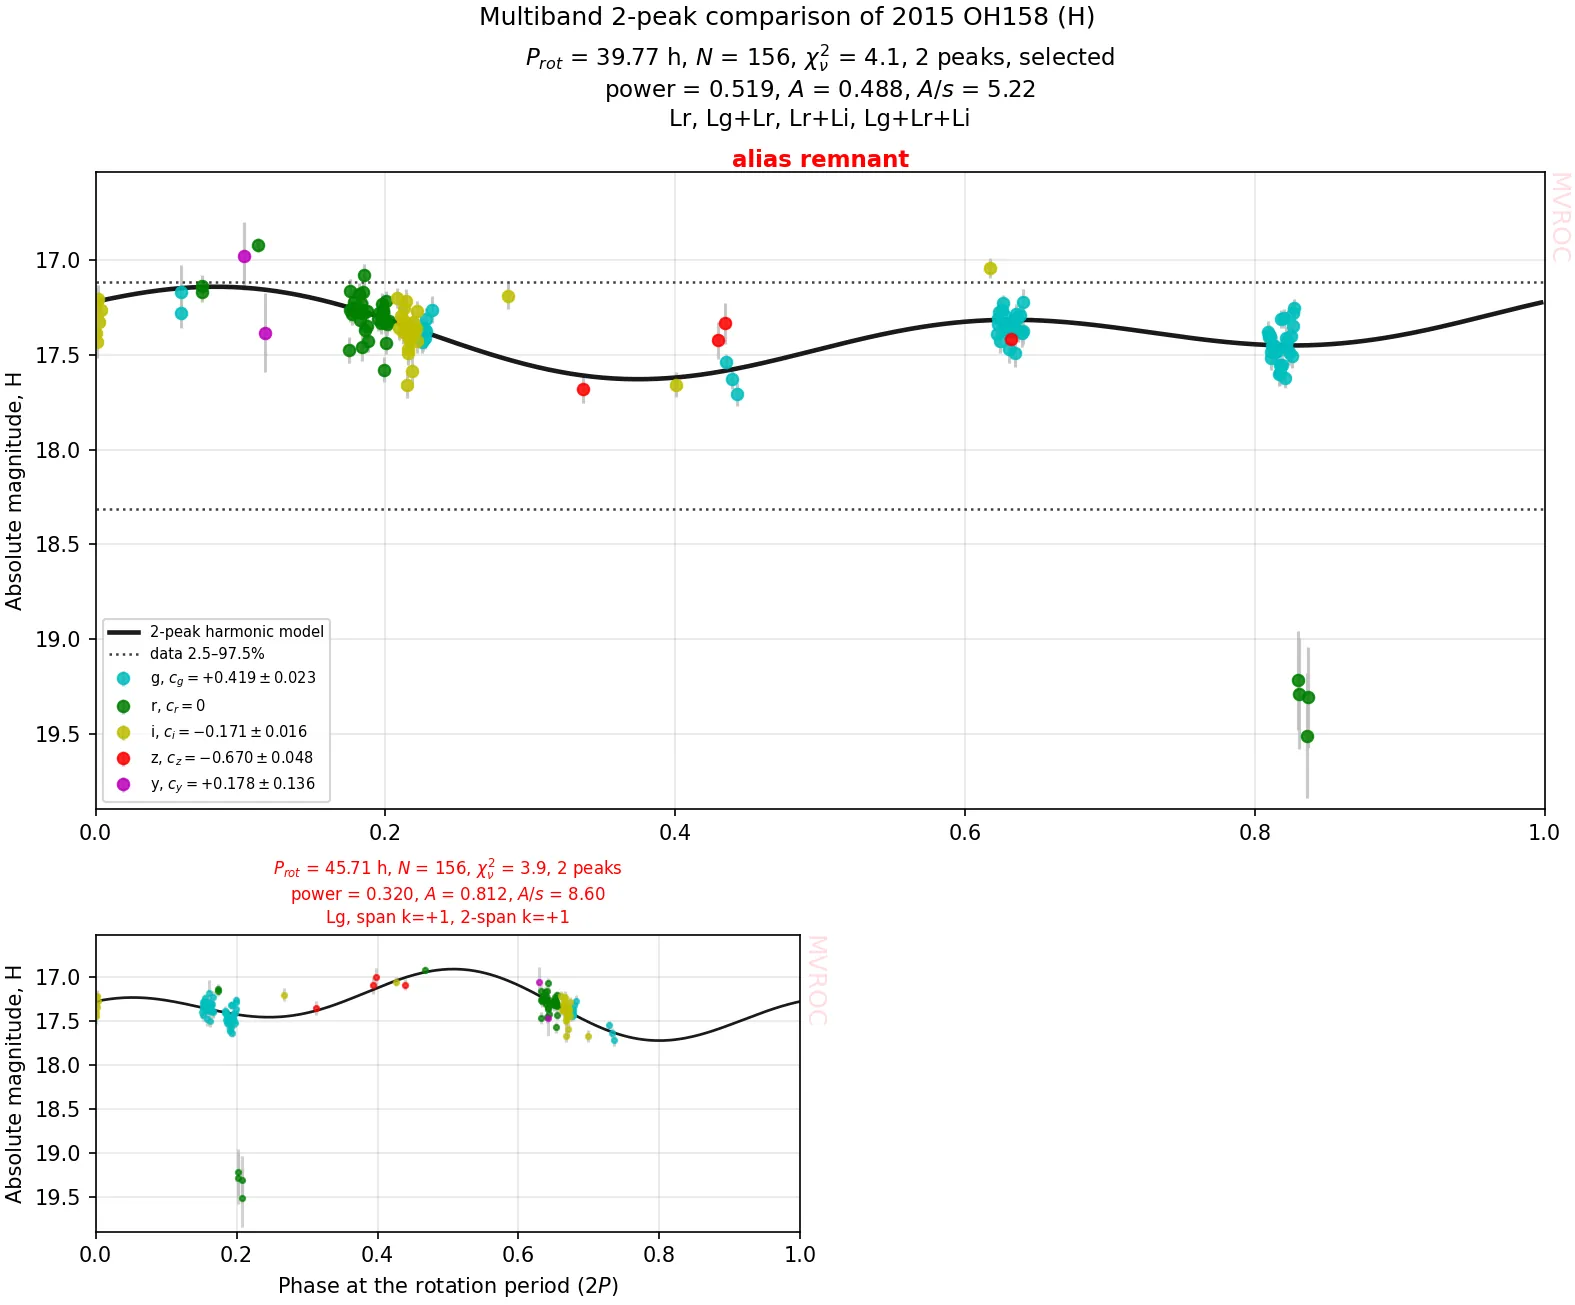 Multiband 2-peak comparison of 2015 OH158 (H)
P_rot = 39.77 h, N = 156, χ²_ν = 4.1, 2 peaks, selected
power = 0.519, A = 0.488, A/s = 5.22
Lr, Lg+Lr, Lr+Li, Lg+Lr+Li
alias remnant
MVROC
Absolute magnitude, H
17.0
17.5
18.0
18.5
19.0
19.5
2-peak harmonic model
data 2.5–97.5%
g, c_g = +0.419 ± 0.023
r, c_r = 0
i, c_i = −0.171 ± 0.016
z, c_z = −0.670 ± 0.048
y, c_y = +0.178 ± 0.136
0.0 0.2 0.4 0.6 0.8 1.0
P_rot = 45.71 h, N = 156, χ²_ν = 3.9, 2 peaks
power = 0.320, A = 0.812, A/s = 8.60
Lg, span k=+1, 2-span k=+1
MVROC
Absolute magnitude, H
17.0
17.5
18.0
18.5
19.0
19.5
0.0 0.2 0.4 0.6 0.8 1.0
Phase at the rotation period (2P)